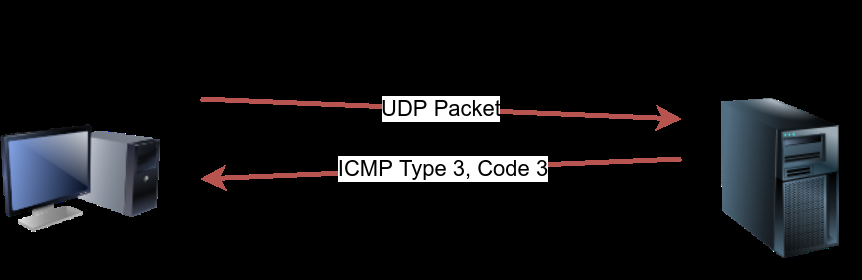 UDP Packet
ICMP Type 3, Code 3